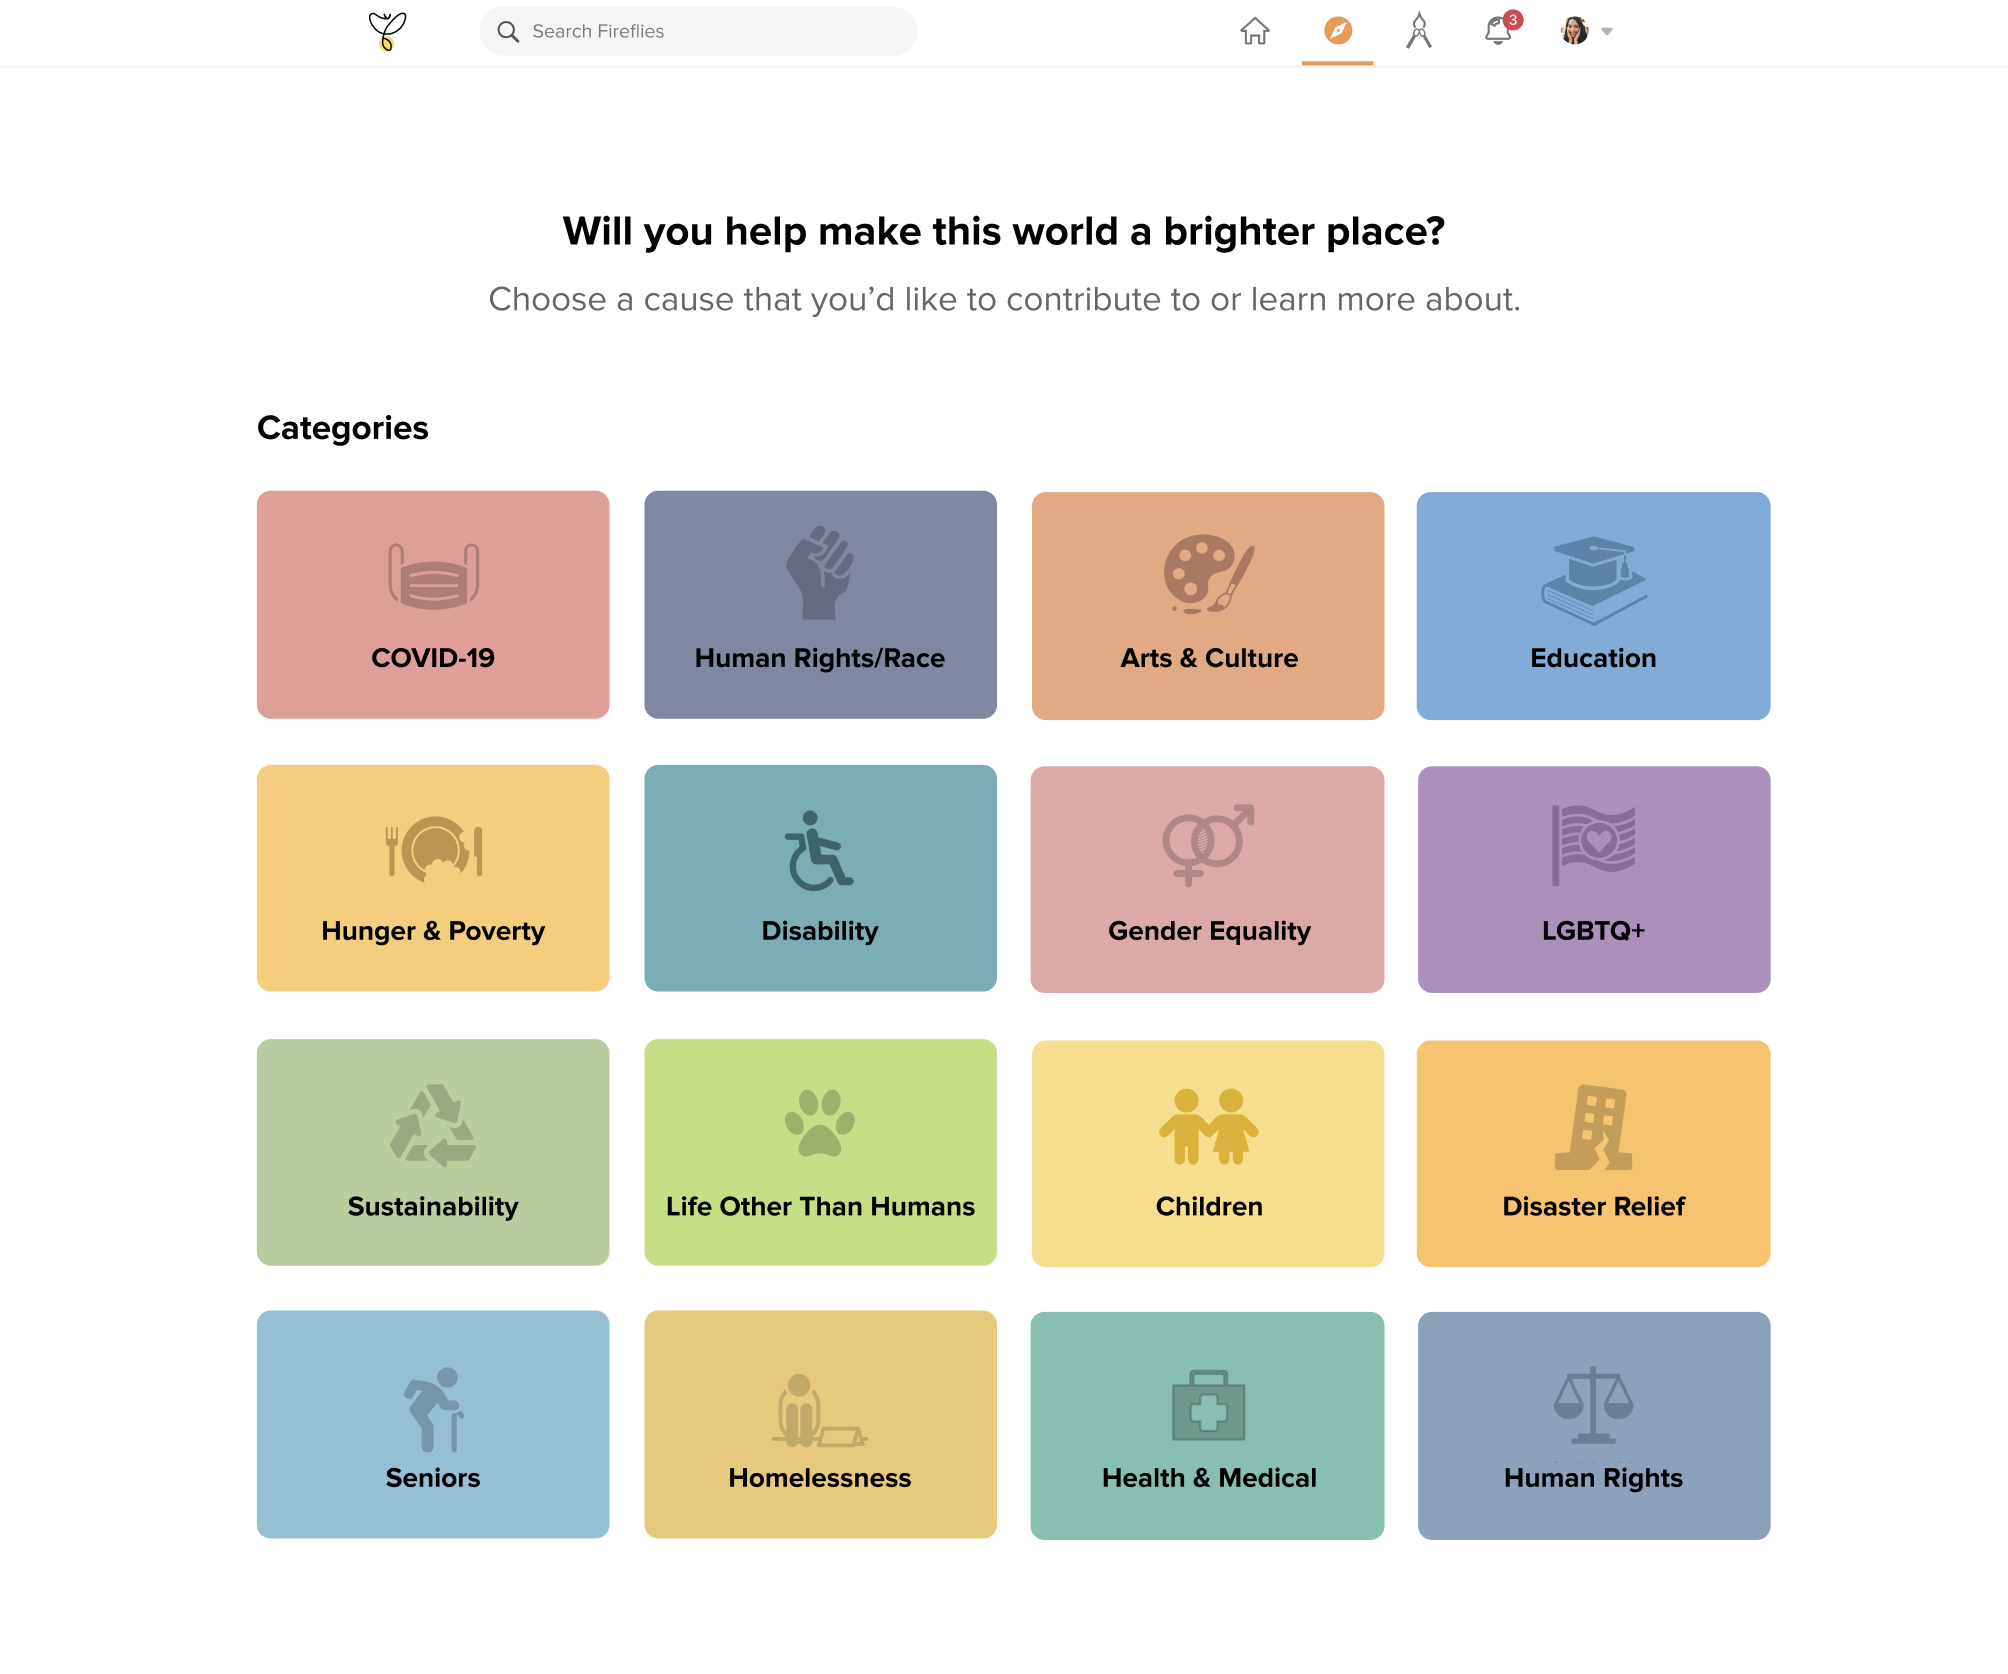 Search Fireflies
3
Will you help make this world a brighter place?
Choose a cause that you’d like to contribute to or learn more about.
Categories
COVID-19
Human Rights/Race
Arts & Culture
Education
Hunger & Poverty
Disability
Gender Equality
LGBTQ+
Sustainability
Life Other Than Humans
Children
Disaster Relief
Seniors
Homelessness
Health & Medical
Human Rights